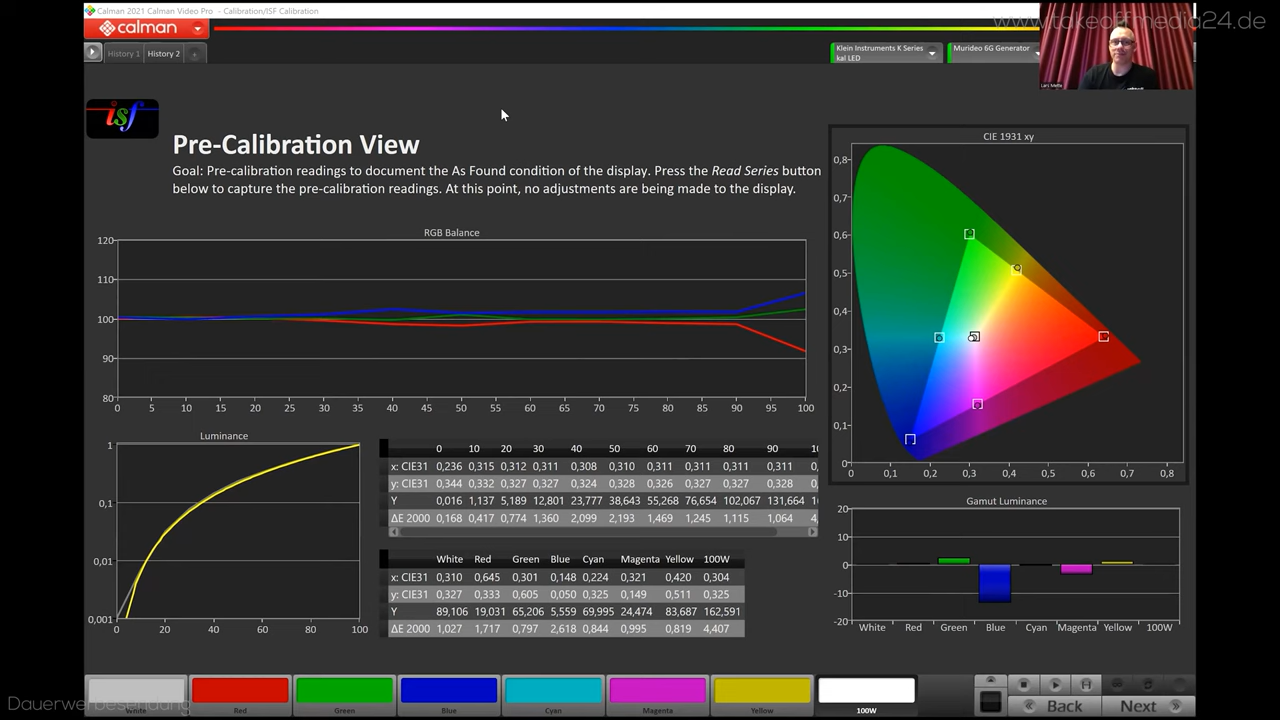 Calman 2021 Calman Video Pro - Calibration/ISF Calibration
www.takeoffmedia24.de
calman
History 1 History 2
Klein Instruments K Series
kal LED
Murideo 6G Generator
Lars Mette
isf
Pre-Calibration View
Goal: Pre-calibration readings to document the As Found condition of the display. Press the Read Series button
below to capture the pre-calibration readings. At this point, no adjustments are being made to the display.
RGB Balance
120
110
100
90
80
0 5 10 15 20 25 30 35 40 45 50 55 60 65 70 75 80 85 90 95 100
CIE 1931 xy
0,8
0,7
0,6
0,5
0,4
0,3
0,2
0,1
0
0 0,1 0,2 0,3 0,4 0,5 0,6 0,7 0,8
Luminance
1
0,1
0,01
0,001
0 20 40 60 80 100
0 10 20 30 40 50 60 70 80 90 10
x: CIE31 0,236 0,315 0,312 0,311 0,308 0,310 0,311 0,311 0,311 0,311 0,
y: CIE31 0,344 0,332 0,327 0,327 0,324 0,328 0,327 0,327 0,327 0,328 0,
Y 0,016 1,137 5,189 12,801 23,777 38,643 55,268 76,654 102,067 131,664 16
ΔE 2000 0,168 0,417 0,774 1,360 2,099 2,193 1,469 1,245 1,115 1,064 4,
White Red Green Blue Cyan Magenta Yellow 100W
x: CIE31 0,310 0,645 0,301 0,148 0,224 0,321 0,420 0,304
y: CIE31 0,327 0,333 0,605 0,050 0,325 0,149 0,511 0,325
Y 89,106 19,031 65,206 5,559 69,995 24,474 83,687 162,591
ΔE 2000 1,027 1,717 0,797 2,618 0,844 0,995 0,819 4,407
Gamut Luminance
20
10
0
-10
-20
White Red Green Blue Cyan Magenta Yellow 100W
Dauerwerbesendung
White Red Green Blue Cyan Magenta Yellow 100W
Back Next